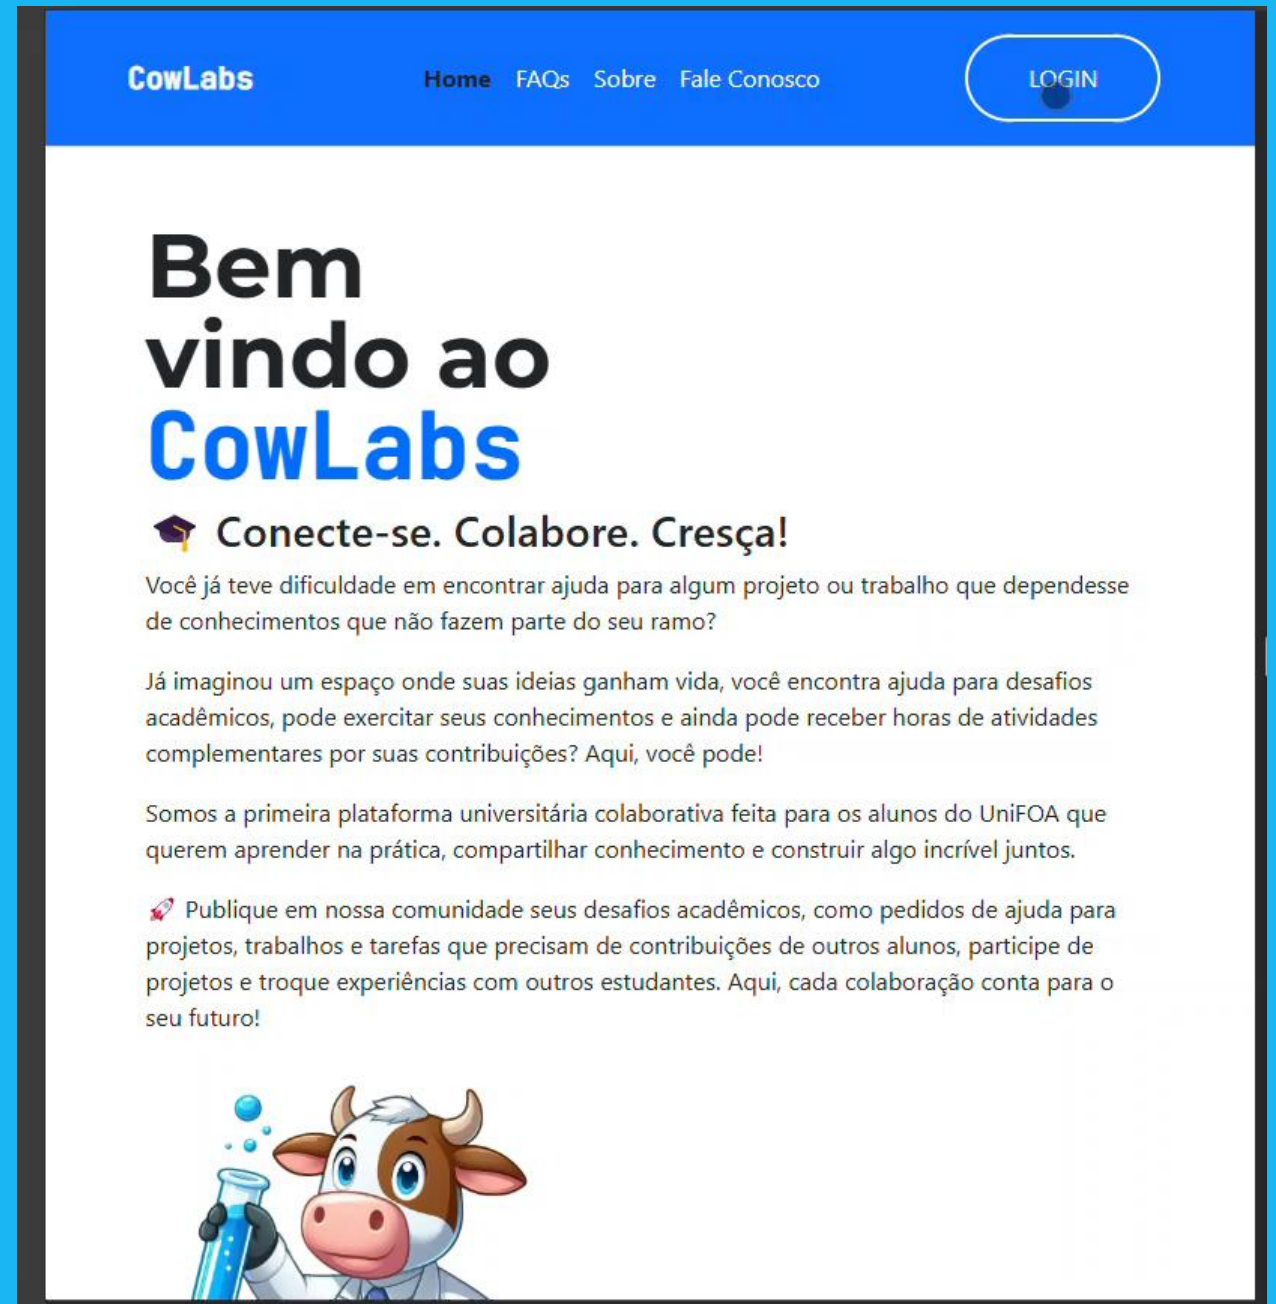 CowLabs
Home FAQs Sobre Fale Conosco
LOGIN
Bem
vindo ao
CowLabs
🎓 Conecte-se. Colabore. Cresça!
Você já teve dificuldade em encontrar ajuda para algum projeto ou trabalho que dependesse
de conhecimentos que não fazem parte do seu ramo?
Já imaginou um espaço onde suas ideias ganham vida, você encontra ajuda para desafios
acadêmicos, pode exercitar seus conhecimentos e ainda pode receber horas de atividades
complementares por suas contribuições? Aqui, você pode!
Somos a primeira plataforma universitária colaborativa feita para os alunos do UniFOA que
querem aprender na prática, compartilhar conhecimento e construir algo incrível juntos.
🚀 Publique em nossa comunidade seus desafios acadêmicos, como pedidos de ajuda para
projetos, trabalhos e tarefas que precisam de contribuições de outros alunos, participe de
projetos e troque experiências com outros estudantes. Aqui, cada colaboração conta para o
seu futuro!